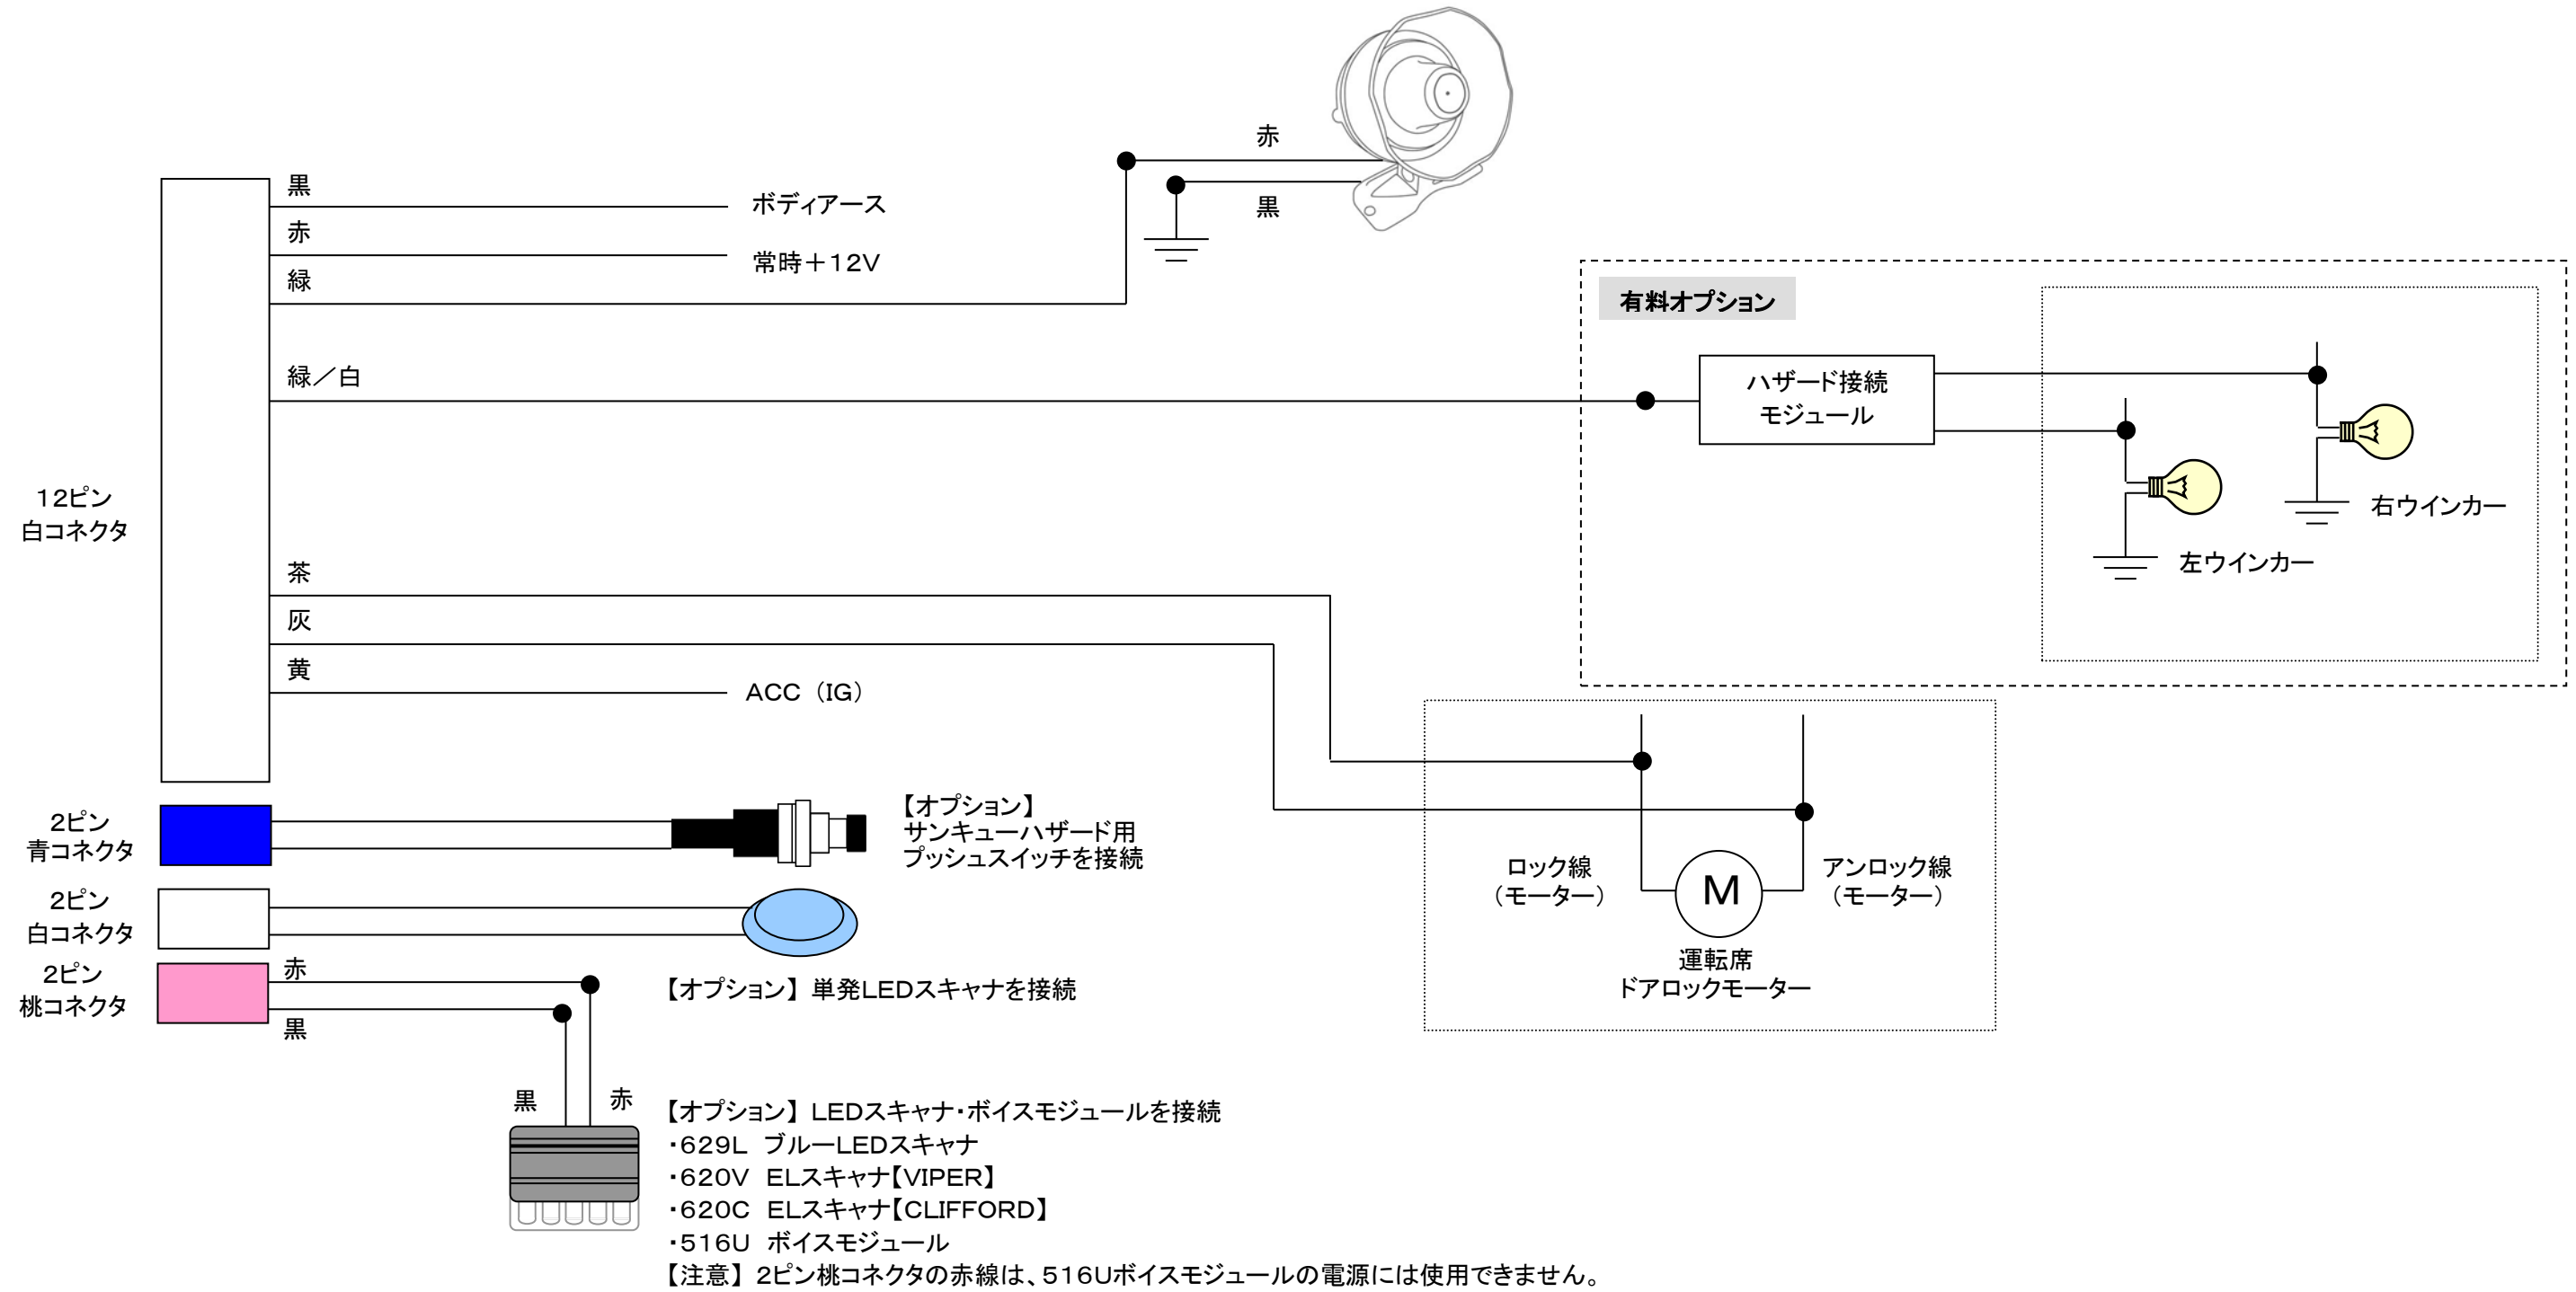 赤
黒
黒
ボディアース
赤
常時＋12V
緑
有料オプション
緑／白
ハザード接続
モジュール
12ピン
白コネクタ
右ウインカー
左ウインカー
茶
灰
黄
ACC（IG）
2ピン
青コネクタ
【オプション】
サンキューハザード用
プッシュスイッチを接続
ロック線
（モーター）
M
アンロック線
（モーター）
運転席
ドアロックモーター
2ピン
白コネクタ
【オプション】単発LEDスキャナを接続
2ピン
桃コネクタ
赤
黒
黒
赤
【オプション】LEDスキャナ・ボイスモジュールを接続
・629L　ブルーLEDスキャナ
・620V　ELスキャナ【VIPER】
・620C　ELスキャナ【CLIFFORD】
・516U　ボイスモジュール
【注意】2ピン桃コネクタの赤線は、516Uボイスモジュールの電源には使用できません。